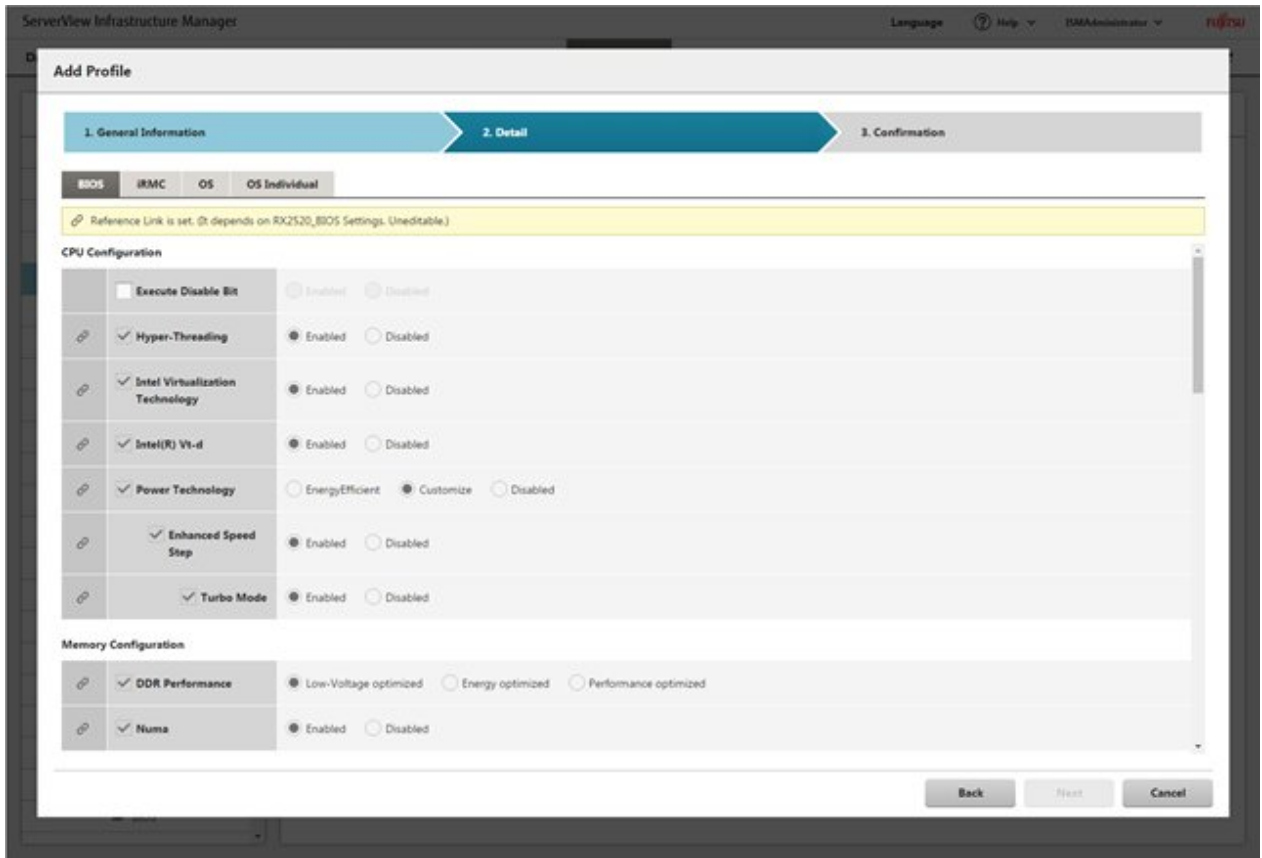 ServerView Infrastructure Manager
Language
Help
ISMAdministrator
FUJITSU
Add Profile
1. General Information
2. Detail
3. Confirmation
BIOS
iRMC
OS
OS Individual
Reference Link is set. (It depends on RX2520_BIOS Settings. Uneditable.)
CPU Configuration
Execute Disable Bit Enabled Disabled
Hyper-Threading Enabled Disabled
Intel Virtualization
Technology Enabled Disabled
Intel(R) Vt-d Enabled Disabled
Power Technology EnergyEfficient Customize Disabled
Enhanced Speed
Step Enabled Disabled
Turbo Mode Enabled Disabled
Memory Configuration
DDR Performance Low-Voltage optimized Energy optimized Performance optimized
Numa Enabled Disabled
Back
Next
Cancel